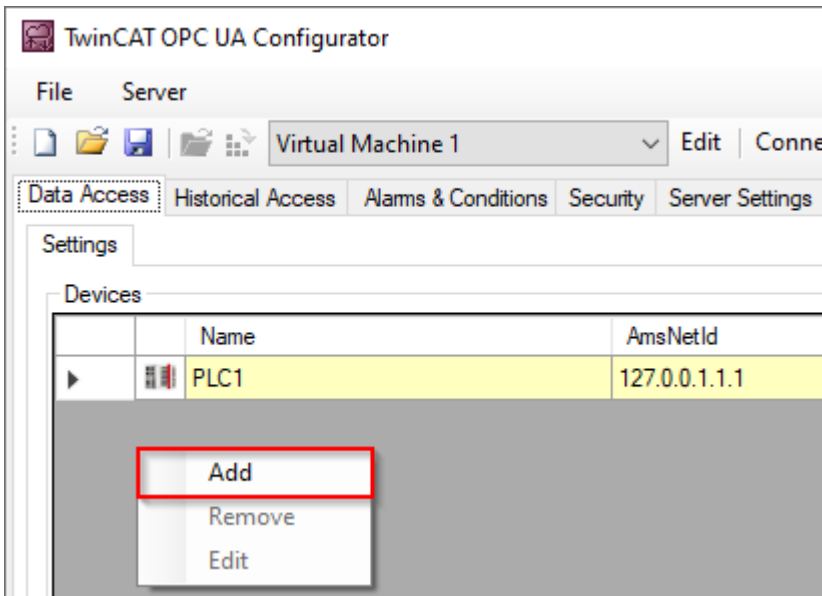 TwinCAT OPC UA Configurator
File Server
Virtual Machine 1 Edit Conne
Data Access Historical Access Alarms & Conditions Security Server Settings
Settings
Devices
Name AmsNetId
PLC1 127.0.0.1.1.1
Add
Remove
Edit